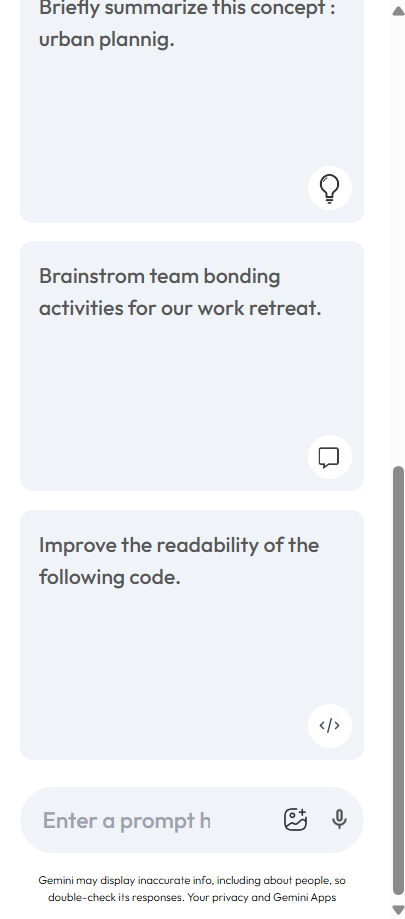 Briefly summarize this concept :
urban plannig.
Brainstrom team bonding
activities for our work retreat.
Improve the readability of the
following code.
</>
Enter a prompt h
Gemini may display inaccurate info, including about people, so
double-check its responses. Your privacy and Gemini Apps